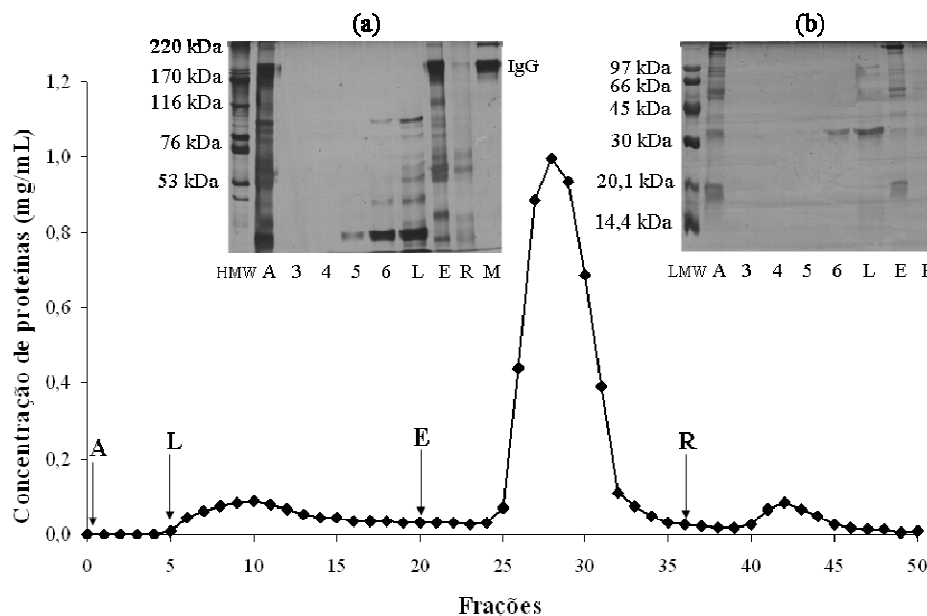 (a)
220 kDa
170 kDa
116 kDa
76 kDa
53 kDa
IgG
HMW A 3 4 5 6 L E R M
(b)
97 kDa
66 kDa
45 kDa
30 kDa
20,1 kDa
14,4 kDa
LMW A 3 4 5 6 L E
Concentração de proteínas (mg/mL)
1,2
1,0
0,8
0,6
0,4
0,2
0,0
A
L
E
R
0 5 10 15 20 25 30 35 40 45 50
Frações